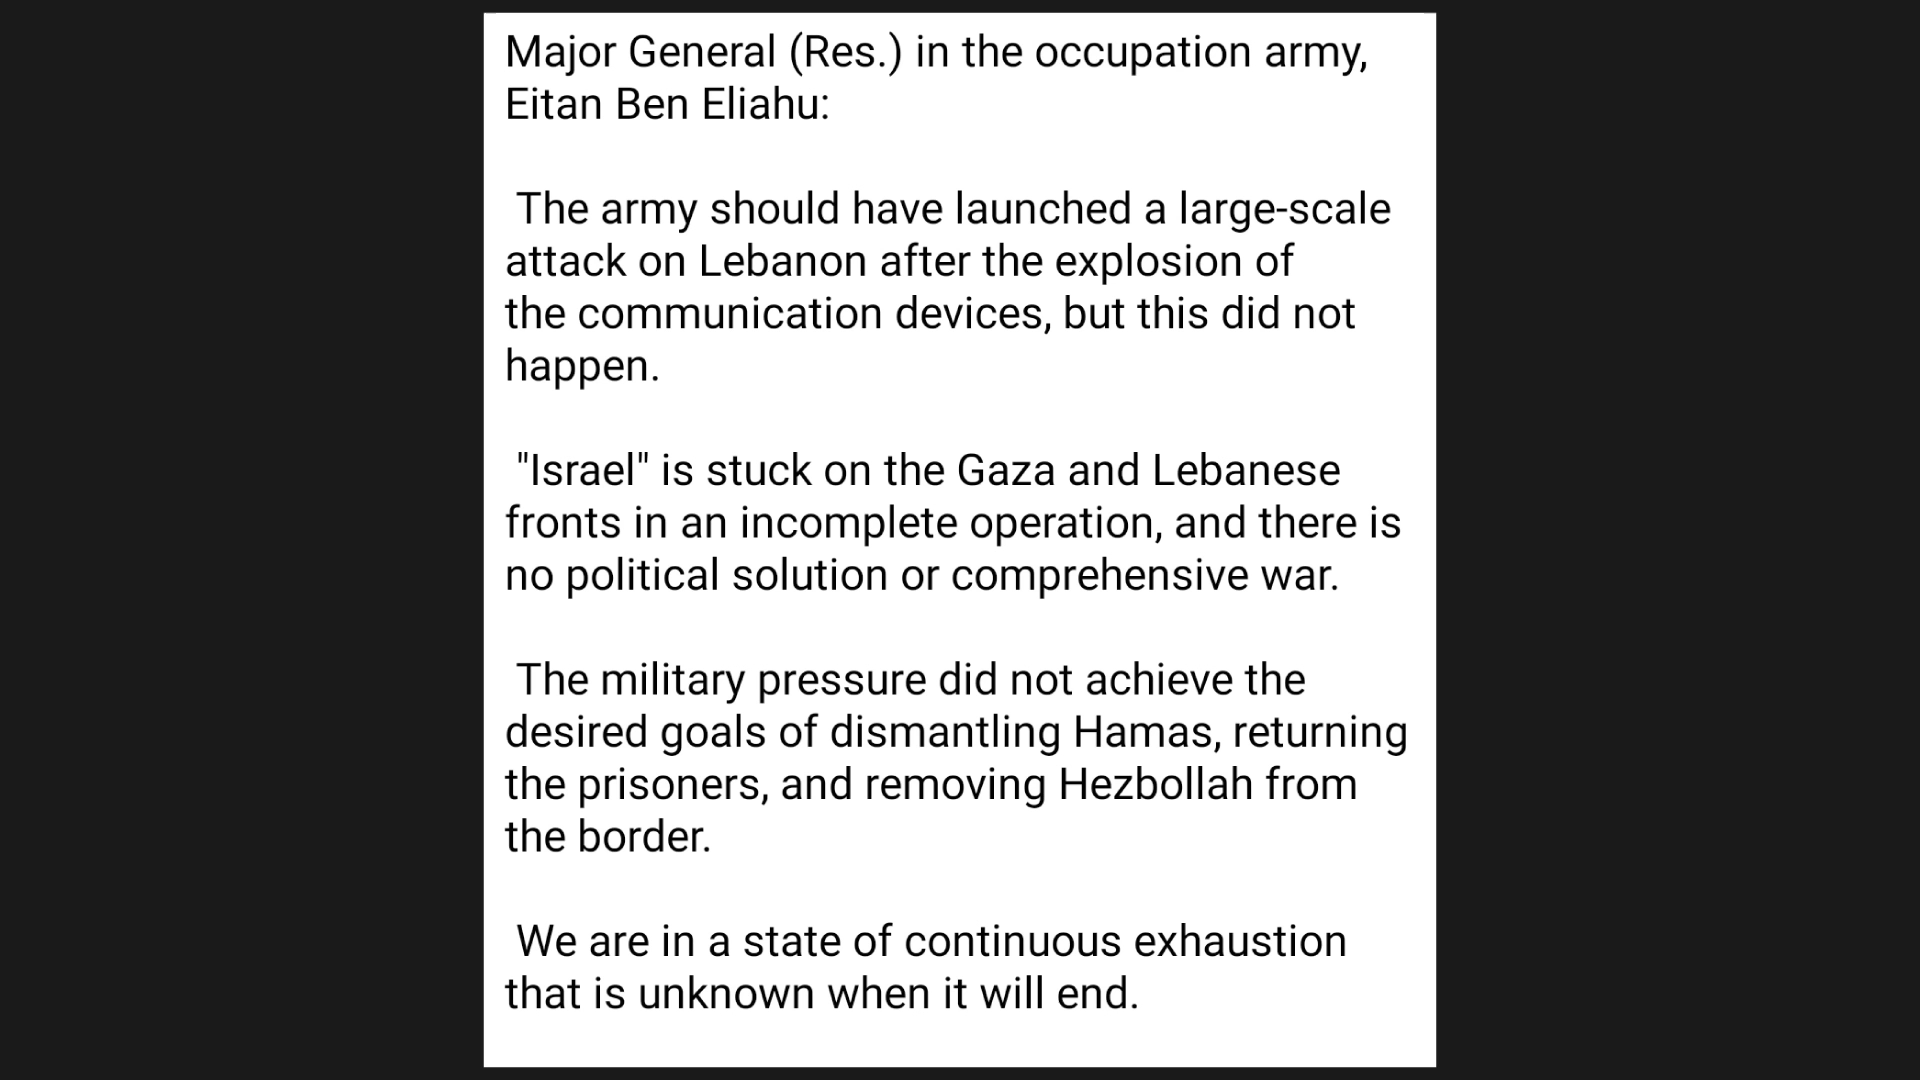 Major General (Res.) in the occupation army,
Eitan Ben Eliahu:
The army should have launched a large-scale
attack on Lebanon after the explosion of
the communication devices, but this did not
happen.
"Israel" is stuck on the Gaza and Lebanese
fronts in an incomplete operation, and there is
no political solution or comprehensive war.
The military pressure did not achieve the
desired goals of dismantling Hamas, returning
the prisoners, and removing Hezbollah from
the border.
We are in a state of continuous exhaustion
that is unknown when it will end.